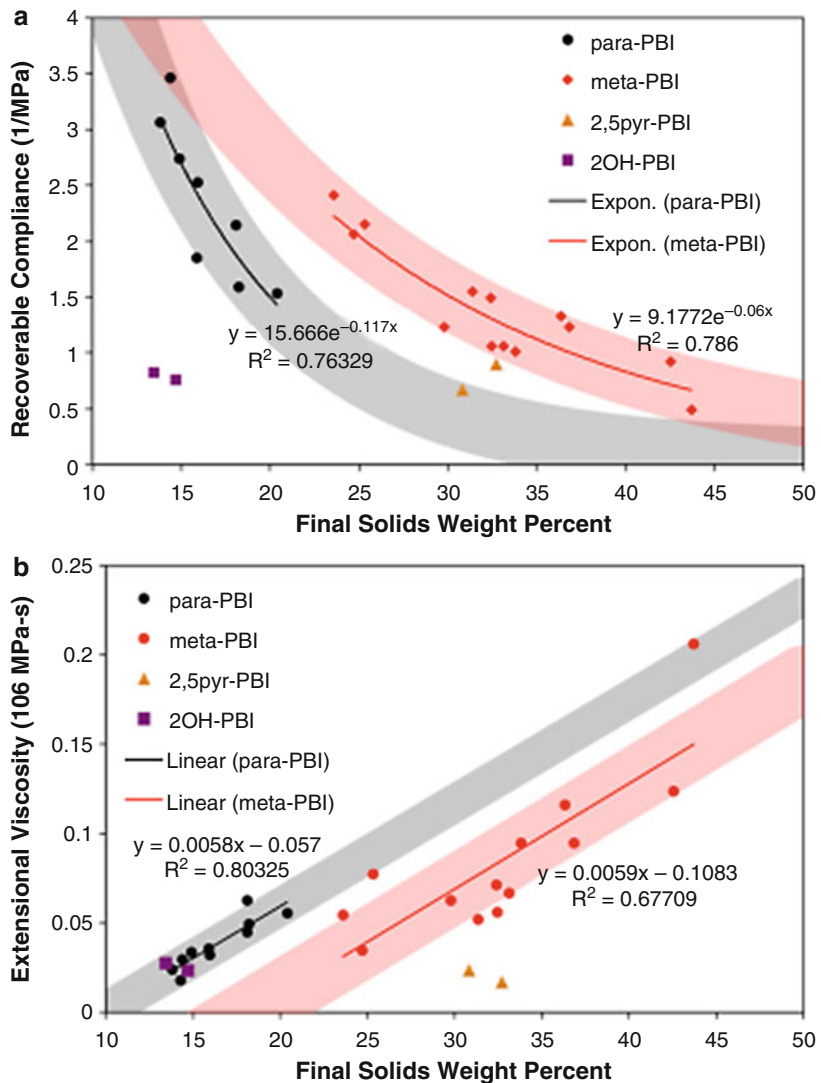 a
Recoverable Compliance (1/MPa)
4
3.5
3
2.5
2
1.5
1
0.5
0
para-PBI
meta-PBI
2,5pyr-PBI
2OH-PBI
Expon. (para-PBI)
Expon. (meta-PBI)
y = 15.666e^−0.117x
R² = 0.76329
y = 9.1772e^−0.06x
R² = 0.786
10 15 20 25 30 35 40 45 50
Final Solids Weight Percent
b
Extensional Viscosity (106 MPa-s)
0.25
0.2
0.15
0.1
0.05
0
para-PBI
meta-PBI
2,5pyr-PBI
2OH-PBI
Linear (para-PBI)
Linear (meta-PBI)
y = 0.0058x − 0.057
R² = 0.80325
y = 0.0059x − 0.1083
R² = 0.67709
10 15 20 25 30 35 40 45 50
Final Solids Weight Percent